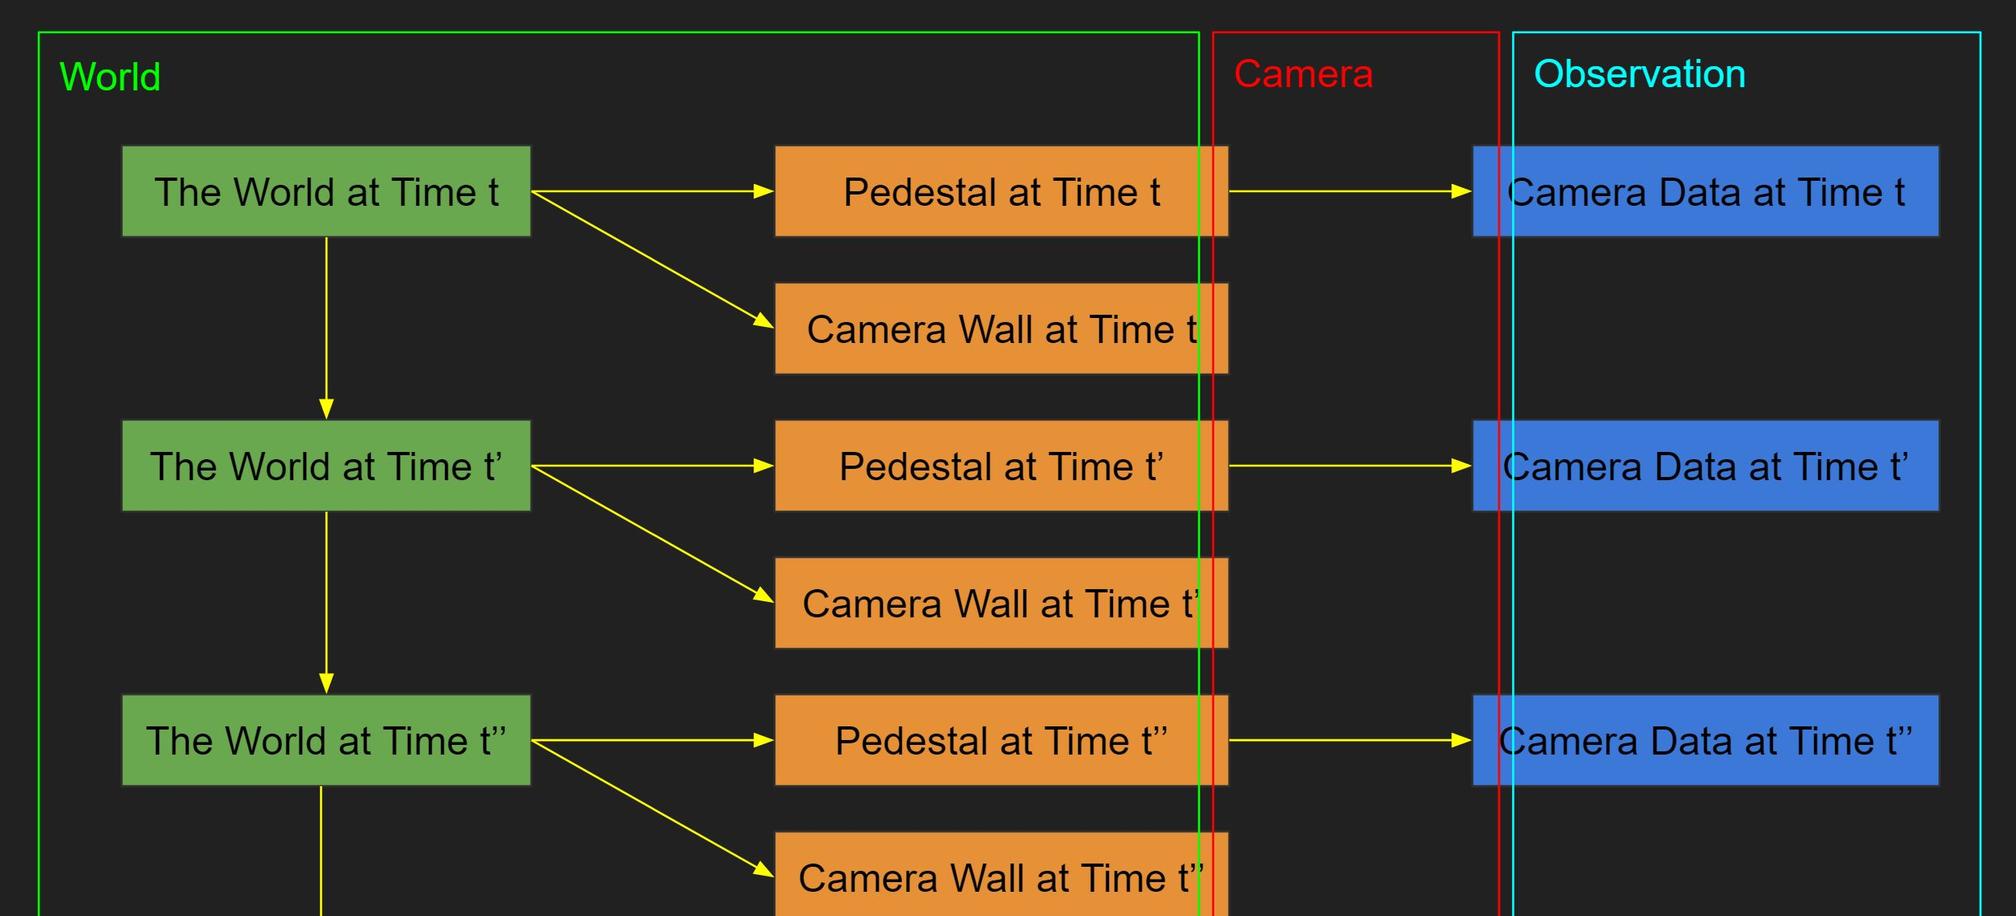 World
Camera
Observation
The World at Time t
Pedestal at Time t
Camera Data at Time t
Camera Wall at Time t
The World at Time t’
Pedestal at Time t’
Camera Data at Time t’
Camera Wall at Time t’
The World at Time t’’
Pedestal at Time t’’
Camera Data at Time t’’
Camera Wall at Time t’’